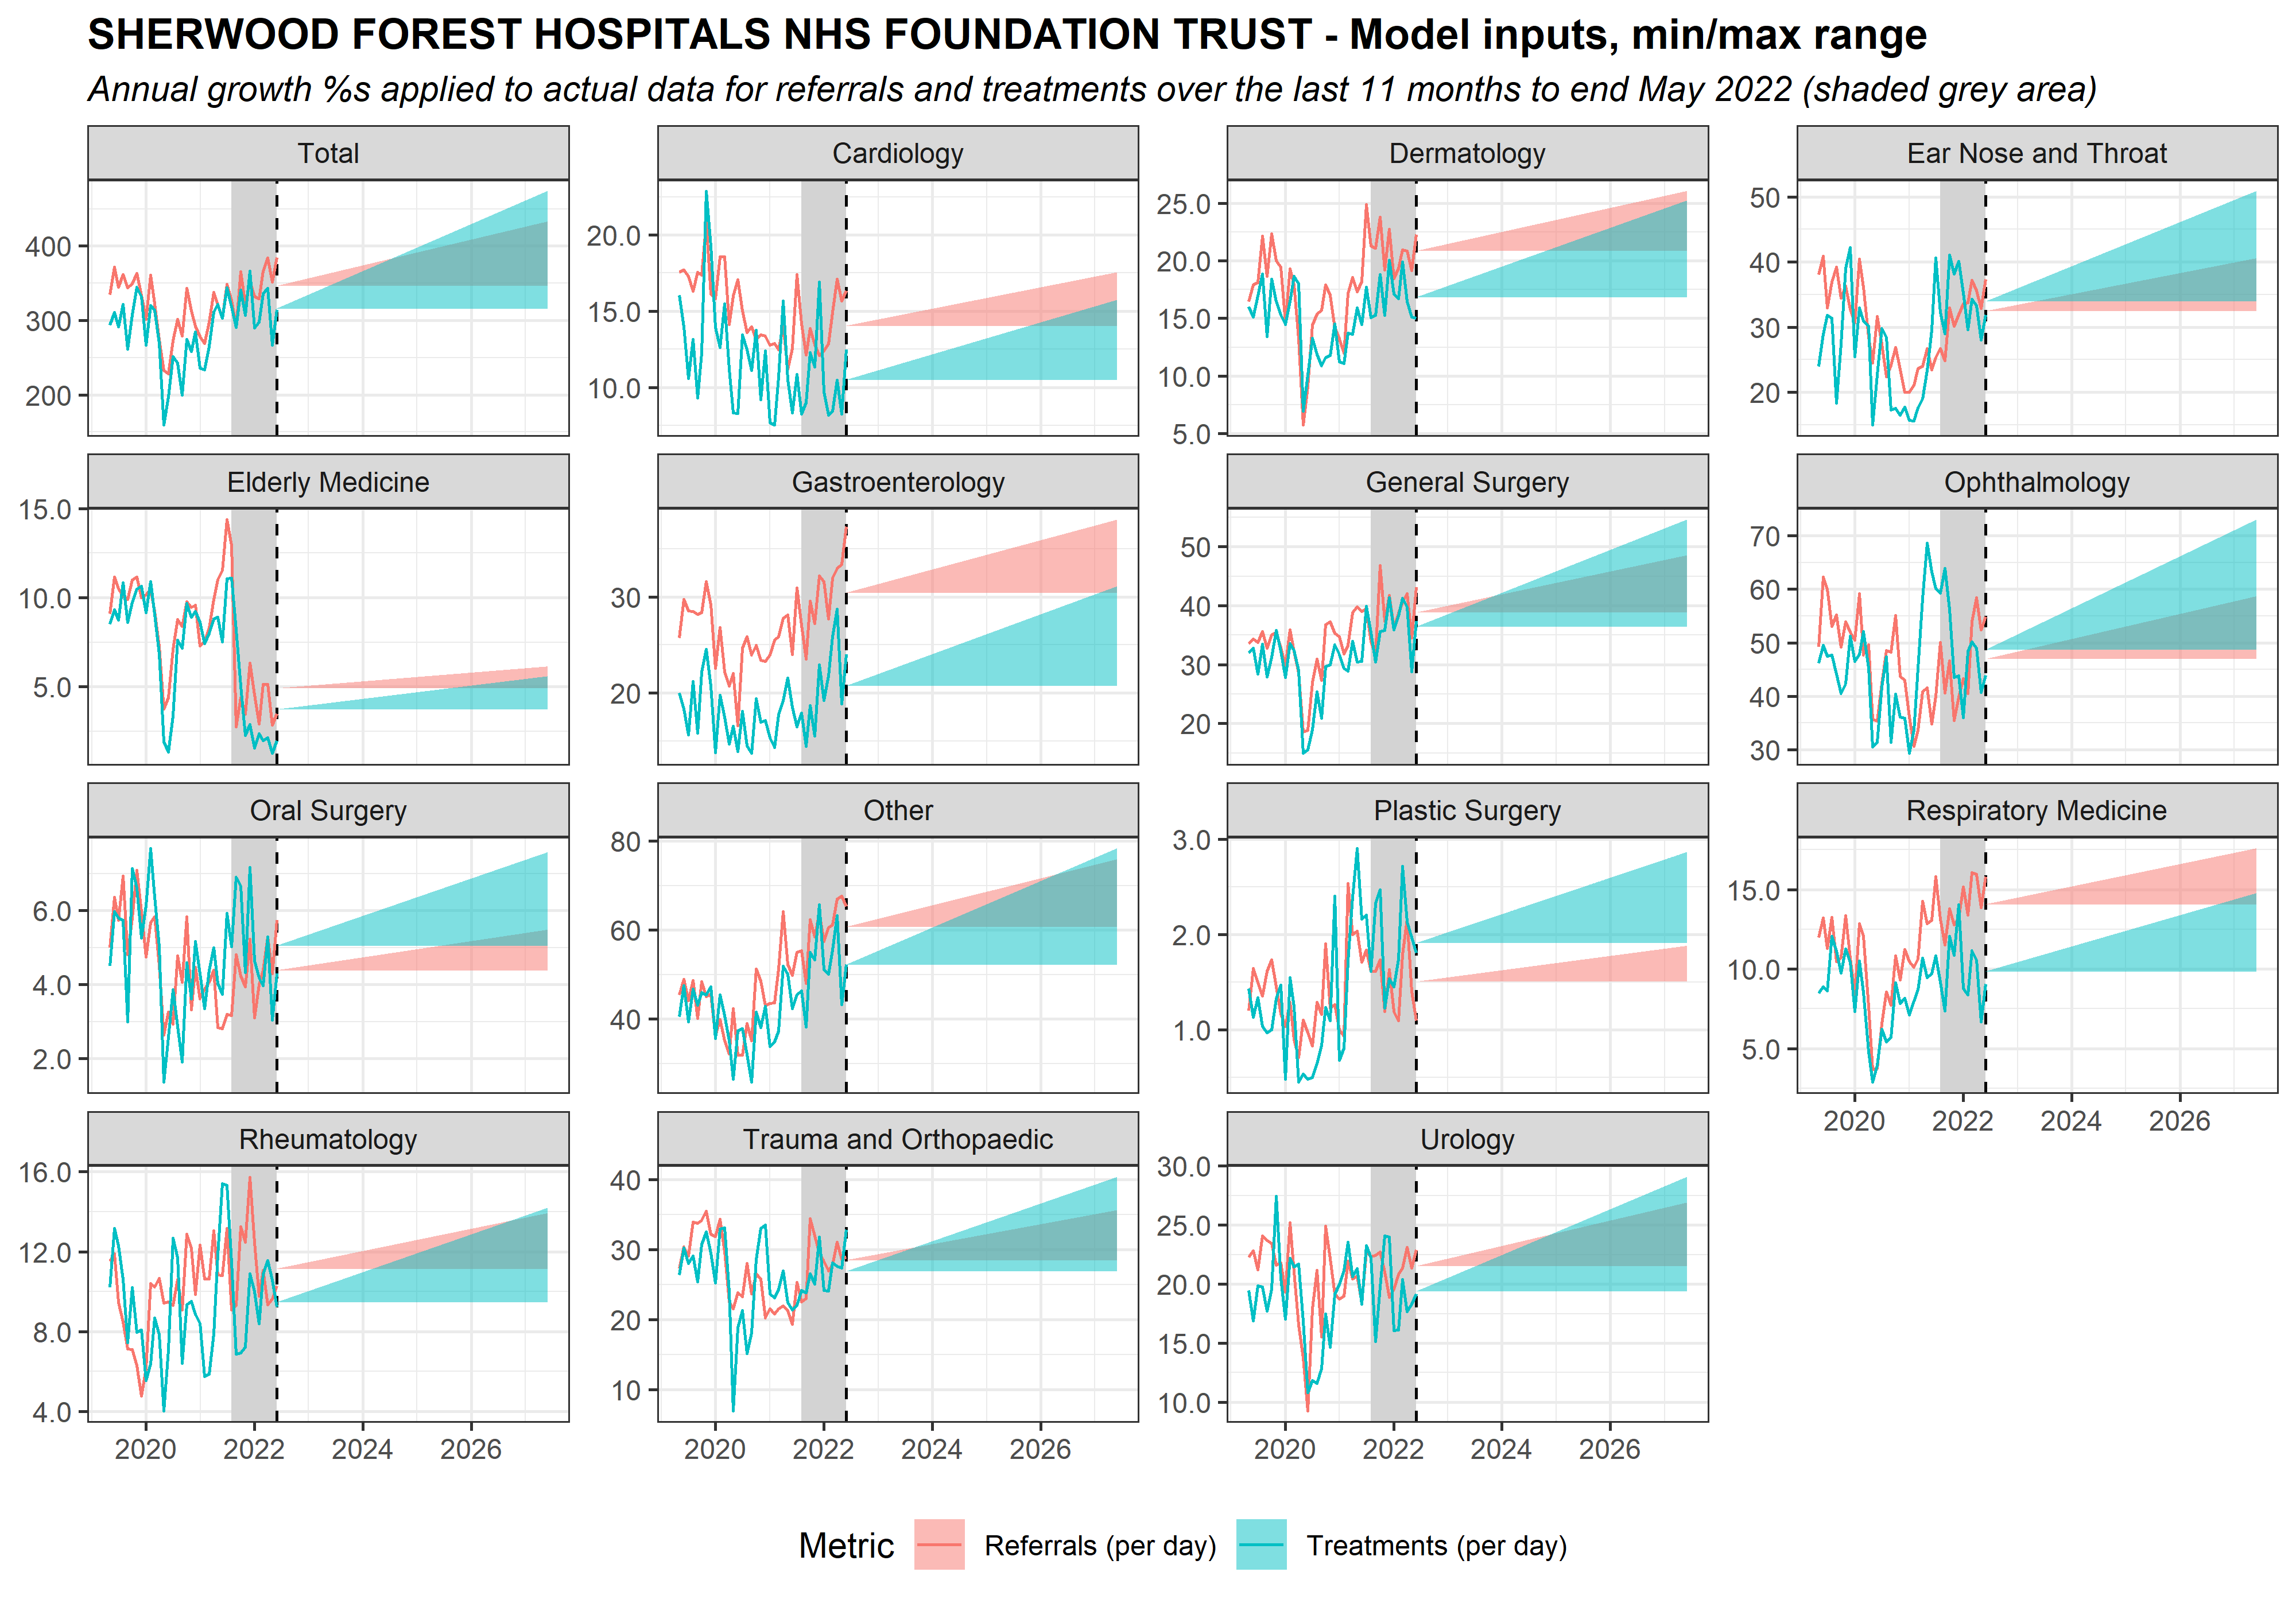 SHERWOOD FOREST HOSPITALS NHS FOUNDATION TRUST - Model inputs, min/max range
Annual growth %s applied to actual data for referrals and treatments over the last 11 months to end May 2022 (shaded grey area)
Total
400
300
200
Cardiology
20.0
15.0
10.0
Dermatology
25.0
20.0
15.0
10.0
5.0
Ear Nose and Throat
50
40
30
20
Elderly Medicine
15.0
10.0
5.0
Gastroenterology
30
20
General Surgery
50
40
30
20
Ophthalmology
70
60
50
40
30
Oral Surgery
6.0
4.0
2.0
Other
80
60
40
Plastic Surgery
3.0
2.0
1.0
Respiratory Medicine
15.0
10.0
5.0
2020 2022 2024 2026
Rheumatology
16.0
12.0
8.0
4.0
2020 2022 2024 2026
Trauma and Orthopaedic
40
30
20
10
2020 2022 2024 2026
Urology
30.0
25.0
20.0
15.0
10.0
2020 2022 2024 2026
Metric Referrals (per day) Treatments (per day)